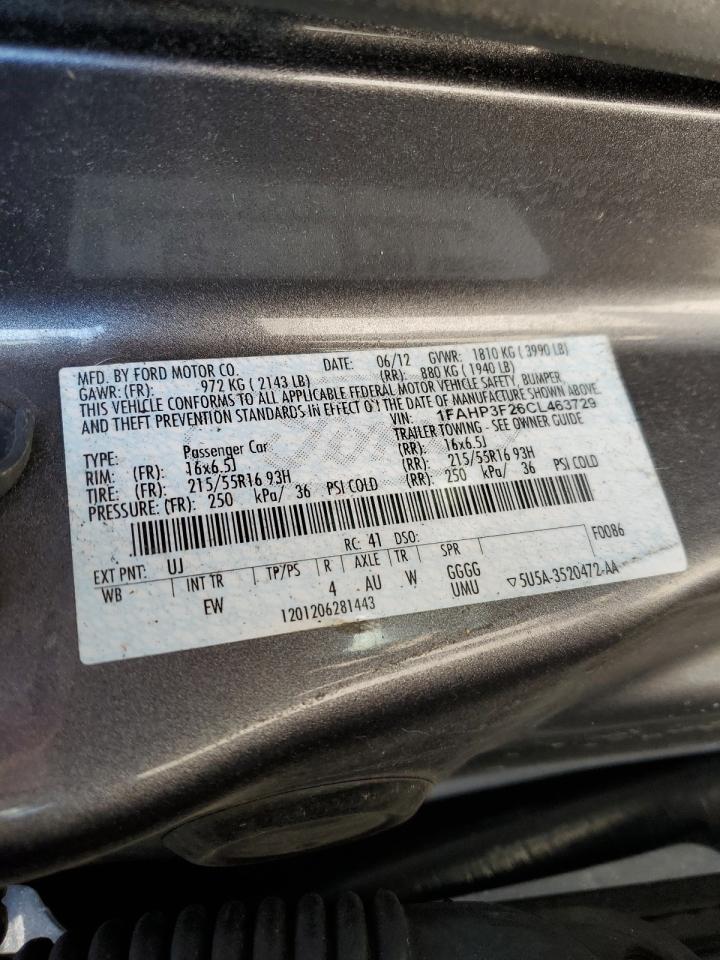 MFD. BY FORD MOTOR CO. DATE: 06/12 GVWR: 1810 KG ( 3990 LB)
GAWR: (FR): 972 KG ( 2143 LB) (RR): 880 KG ( 1940 LB)
THIS VEHICLE CONFORMS TO ALL APPLICABLE FEDERAL MOTOR VEHICLE SAFETY, BUMPER,
AND THEFT PREVENTION STANDARDS IN EFFECT ON THE DATE OF MANUFACTURE SHOWN ABOVE.
VIN: 1FAHP3F26CL463729
TYPE: Passenger Car TRAILER TOWING - SEE OWNER GUIDE
RIM: (FR): 16x6.5J (RR): 16x6.5J
TIRE: (FR): 215/55R16 93H (RR): 215/55R16 93H
PRESSURE: (FR): 250 kPa/ 36 PSI COLD (RR): 250 kPa/ 36 PSI COLD
EXT PNT: UJ RC: 41 DSO: F0086
WB INT TR TP/PS R AXLE TR SPR
EW 4 AU W GGGG
UMU
1201206281443 ▽5U5A-3520472-AA